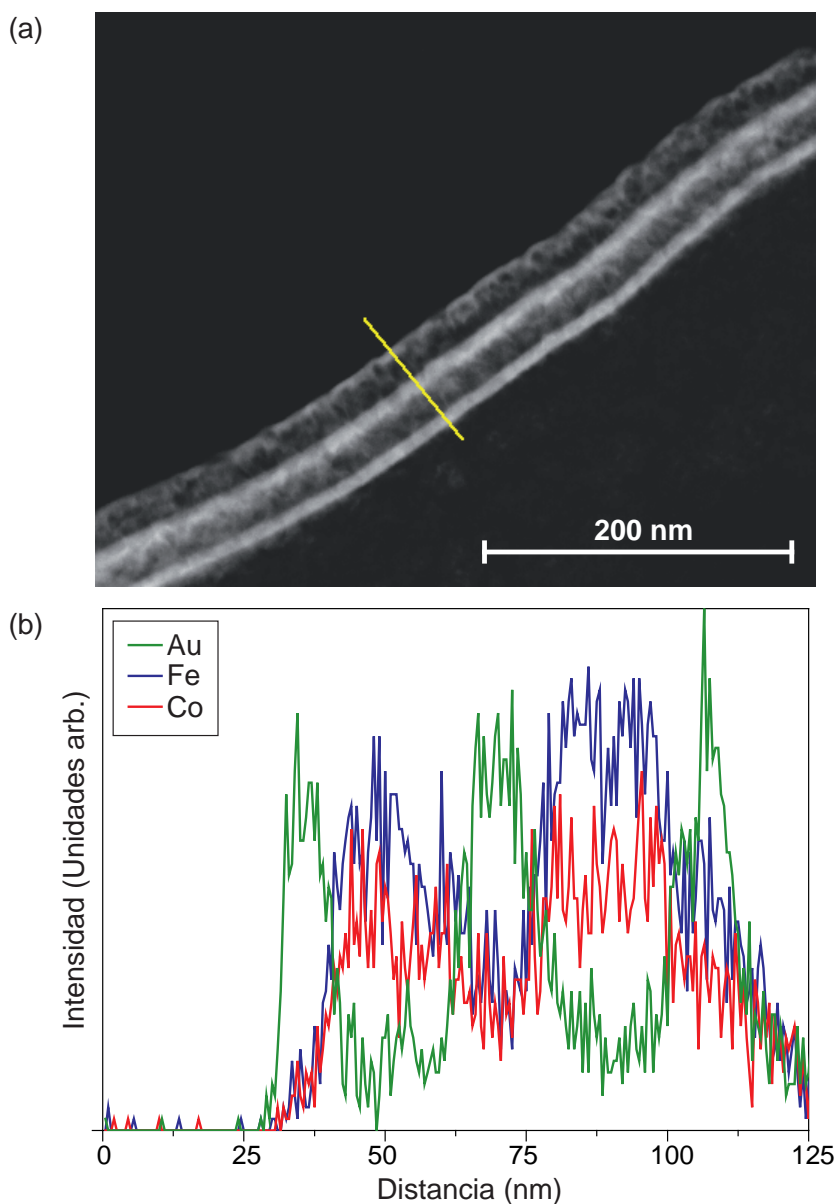 (a)
200 nm
(b)
Au
Fe
Co
Intensidad (Unidades arb.)
0 25 50 75 100 125
Distancia (nm)